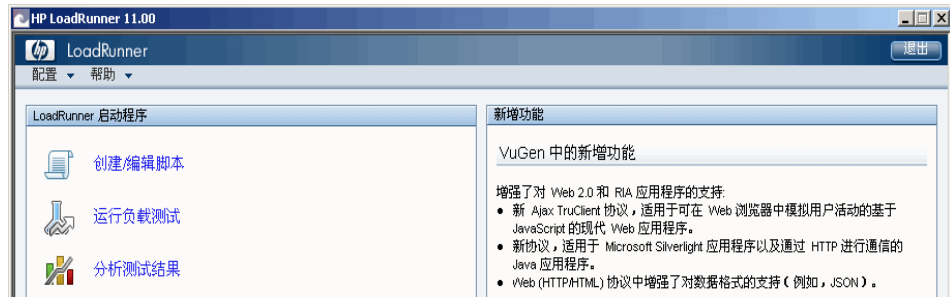 HP LoadRunner 11.00
hp LoadRunner
退出
配置 帮助
LoadRunner 启动程序
创建/编辑脚本
运行负载测试
分析测试结果
新增功能
VuGen 中的新增功能
增强了对 Web 2.0 和 RIA 应用程序的支持:
• 新 Ajax TruClient 协议，适用于可在 Web 浏览器中模拟用户活动的基于
JavaScript 的现代 Web 应用程序。
• 新协议，适用于 Microsoft Silverlight 应用程序以及通过 HTTP 进行通信的
Java 应用程序。
• Web (HTTP/HTML) 协议中增强了对数据格式的支持（例如，JSON）。